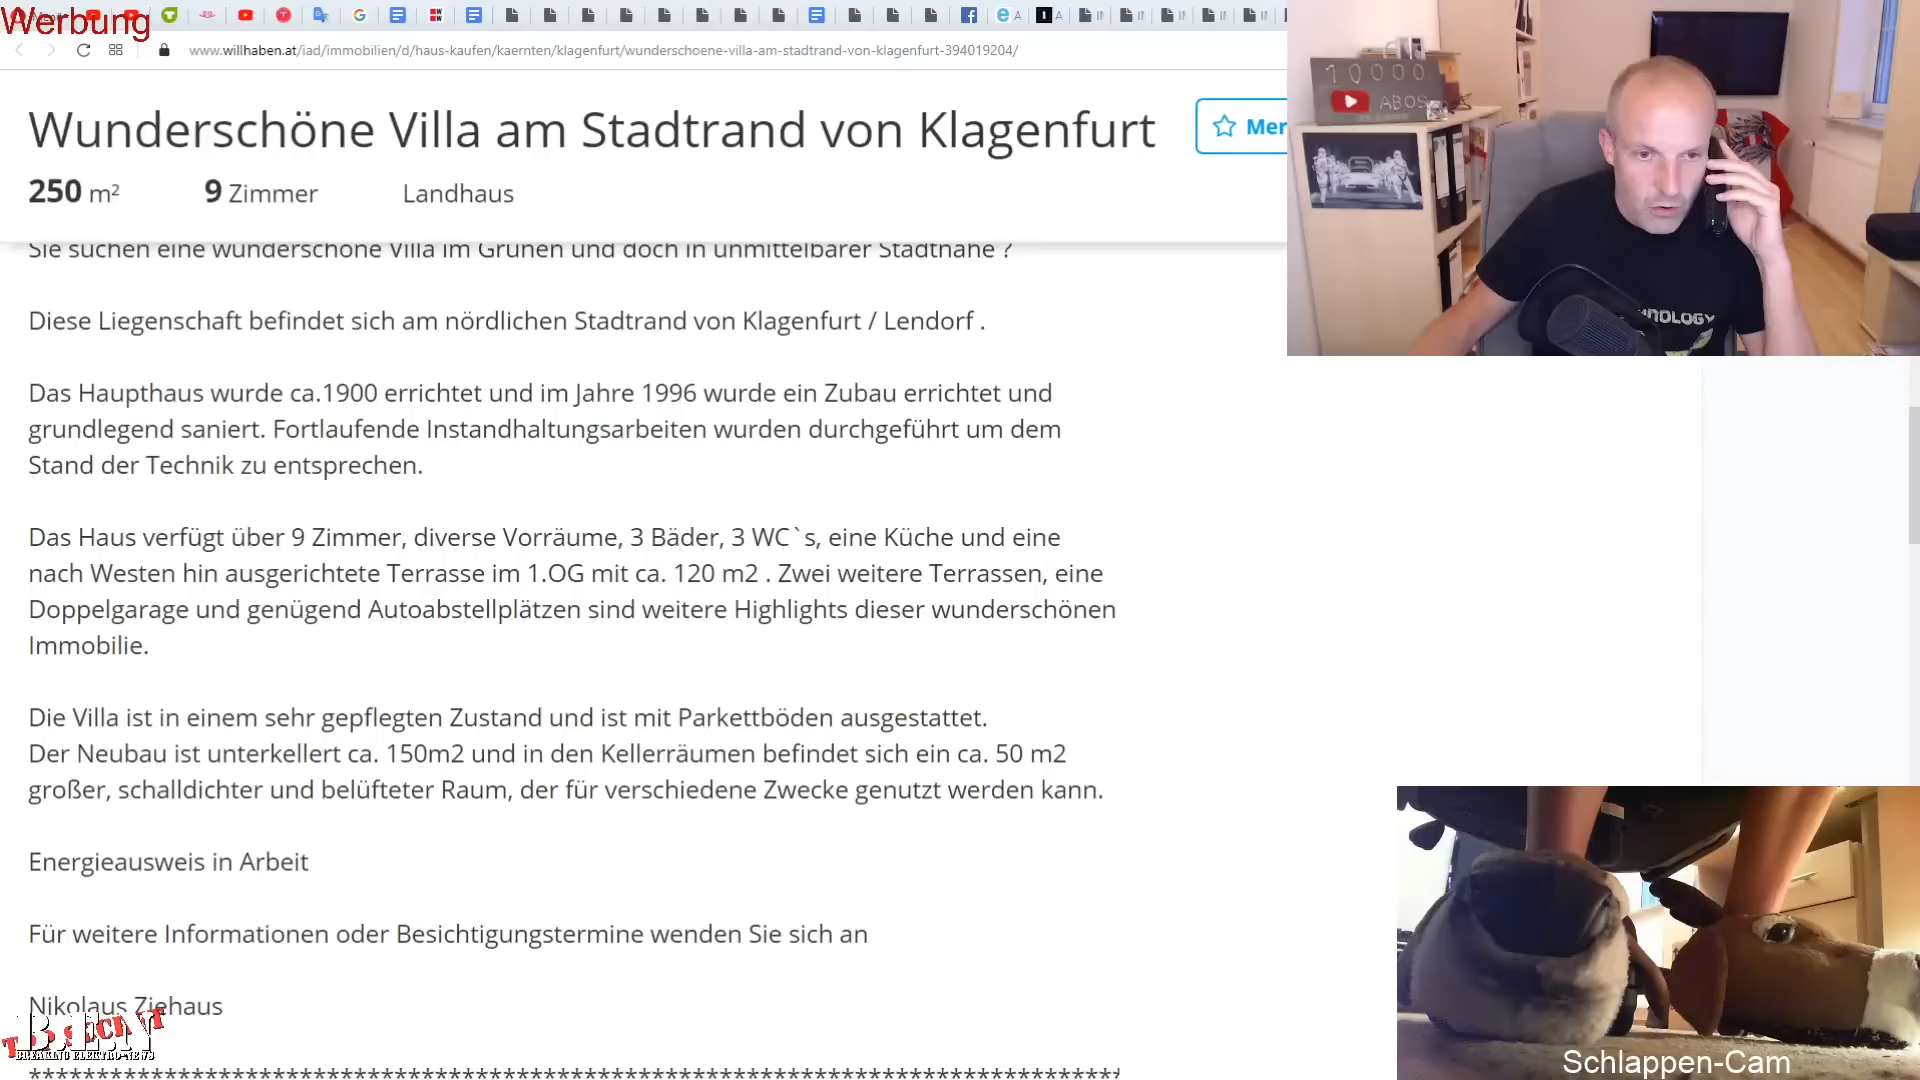 Werbung
www.willhaben.at/iad/immobilien/d/haus-kaufen/kaernten/klagenfurt/wunderschoene-villa-am-stadtrand-von-klagenfurt-394019204/
Wunderschöne Villa am Stadtrand von Klagenfurt
Mer
250 m² 9 Zimmer Landhaus
Sie suchen eine wunderschöne Villa im Grünen und doch in unmittelbarer Stadtnähe ?
Diese Liegenschaft befindet sich am nördlichen Stadtrand von Klagenfurt / Lendorf .
Das Haupthaus wurde ca.1900 errichtet und im Jahre 1996 wurde ein Zubau errichtet und
grundlegend saniert. Fortlaufende Instandhaltungsarbeiten wurden durchgeführt um dem
Stand der Technik zu entsprechen.
Das Haus verfügt über 9 Zimmer, diverse Vorräume, 3 Bäder, 3 WC`s, eine Küche und eine
nach Westen hin ausgerichtete Terrasse im 1.OG mit ca. 120 m2 . Zwei weitere Terrassen, eine
Doppelgarage und genügend Autoabstellplätzen sind weitere Highlights dieser wunderschönen
Immobilie.
Die Villa ist in einem sehr gepflegten Zustand und ist mit Parkettböden ausgestattet.
Der Neubau ist unterkellert ca. 150m2 und in den Kellerräumen befindet sich ein ca. 50 m2
großer, schalldichter und belüfteter Raum, der für verschiedene Zwecke genutzt werden kann.
Energieausweis in Arbeit
Für weitere Informationen oder Besichtigungstermine wenden Sie sich an
Nikolaus Ziehaus
BREAKING ELEKTRO-NEWS
10000
ABOS
Schlappen-Cam